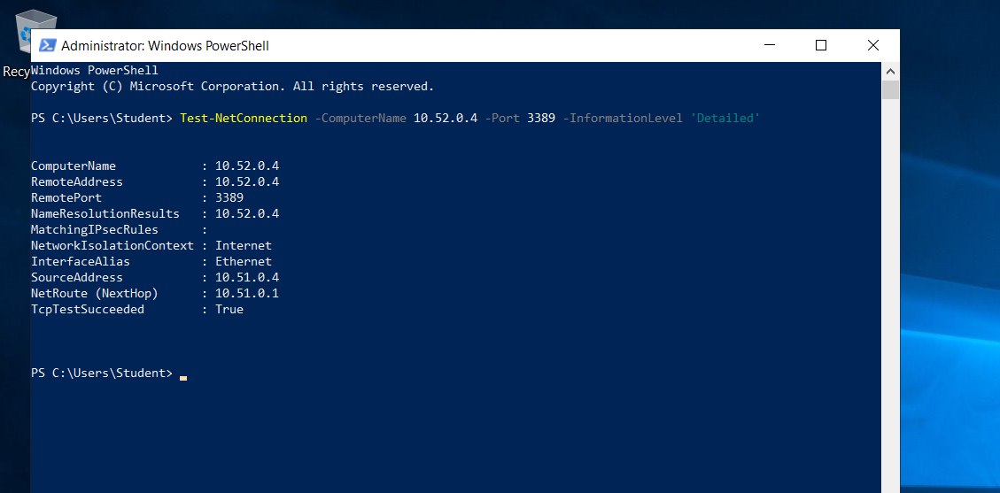 Administrator: Windows PowerShell
Recy
Windows PowerShell
Copyright (C) Microsoft Corporation. All rights reserved.
PS C:\Users\Student> Test-NetConnection -ComputerName 10.52.0.4 -Port 3389 -InformationLevel 'Detailed'
ComputerName            : 10.52.0.4
RemoteAddress           : 10.52.0.4
RemotePort              : 3389
NameResolutionResults   : 10.52.0.4
MatchingIPsecRules      :
NetworkIsolationContext : Internet
InterfaceAlias          : Ethernet
SourceAddress           : 10.51.0.4
NetRoute (NextHop)      : 10.51.0.1
TcpTestSucceeded        : True
PS C:\Users\Student>